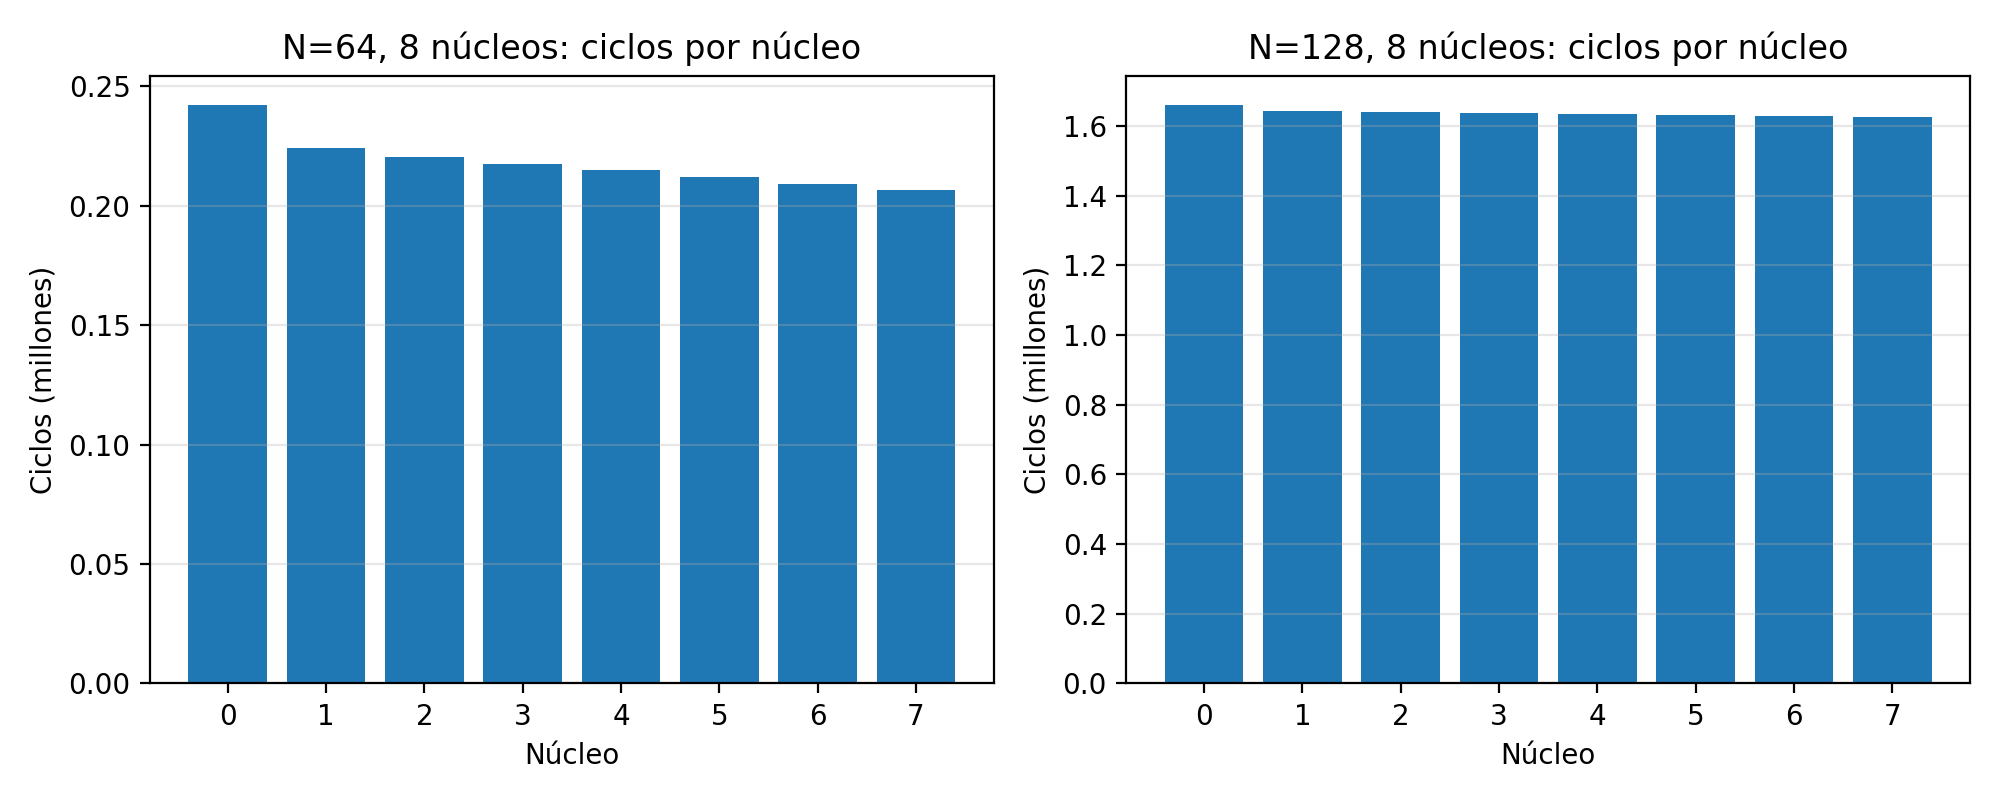 N=64, 8 núcleos: ciclos por núcleo
Ciclos (millones)
0.25
0.20
0.15
0.10
0.05
0.00
0 1 2 3 4 5 6 7
Núcleo
N=128, 8 núcleos: ciclos por núcleo
Ciclos (millones)
1.6
1.4
1.2
1.0
0.8
0.6
0.4
0.2
0.0
0 1 2 3 4 5 6 7
Núcleo